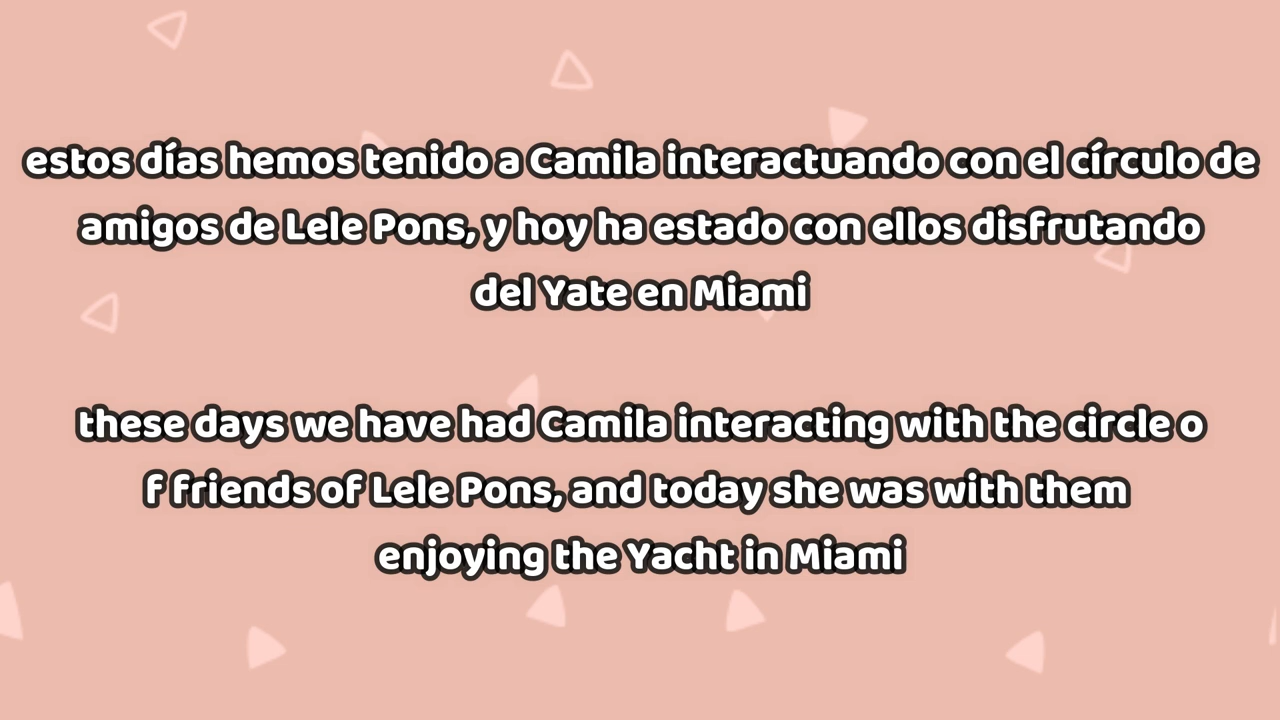 estos días hemos tenido a Camila interactuando con el círculo de
amigos de Lele Pons, y hoy ha estado con ellos disfrutando
del Yate en Miami
these days we have had Camila interacting with the circle o
f friends of Lele Pons, and today she was with them
enjoying the Yacht in Miami